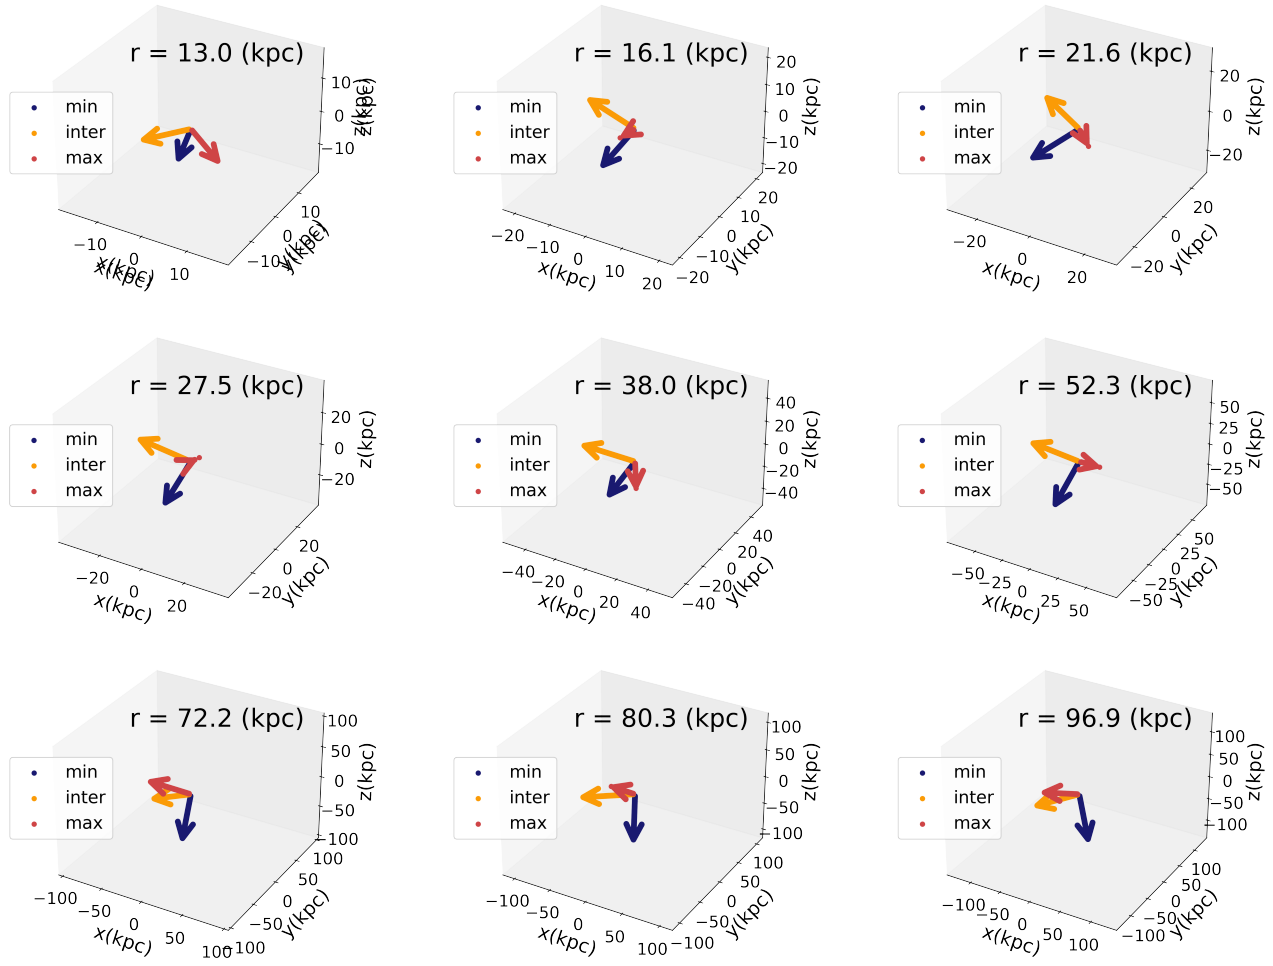 r = 13.0 (kpc)
min
inter
max
10
0
−10
z(kpc)
z(kpc)
−10
0
10
x(kpc)
x(kpc)
−10
0
10
y(kpc)
y(kpc)
r = 16.1 (kpc)
min
inter
max
20
10
0
−10
−20
z(kpc)
−20
−10
0
10
20
x(kpc)
−20
−10
0
10
20
y(kpc)
r = 21.6 (kpc)
min
inter
max
20
0
−20
z(kpc)
−20
0
20
x(kpc)
−20
0
20
y(kpc)
r = 27.5 (kpc)
min
inter
max
20
0
−20
z(kpc)
−20
0
20
x(kpc)
−20
0
20
y(kpc)
r = 38.0 (kpc)
min
inter
max
40
20
0
−20
−40
z(kpc)
−40
−20
0
20
40
x(kpc)
−40
−20
0
20
40
y(kpc)
r = 52.3 (kpc)
min
inter
max
50
25
0
−25
−50
z(kpc)
−50
−25
0
25
50
x(kpc)
−50
−25
0
25
50
y(kpc)
r = 72.2 (kpc)
min
inter
max
100
50
0
−50
−100
z(kpc)
−100
−50
0
50
100
x(kpc)
−100
−50
0
50
100
y(kpc)
r = 80.3 (kpc)
min
inter
max
100
50
0
−50
−100
z(kpc)
−100
−50
0
50
100
x(kpc)
−100
−50
0
50
100
y(kpc)
r = 96.9 (kpc)
min
inter
max
100
50
0
−50
−100
z(kpc)
−100
−50
0
50
100
x(kpc)
−100
−50
0
50
100
y(kpc)